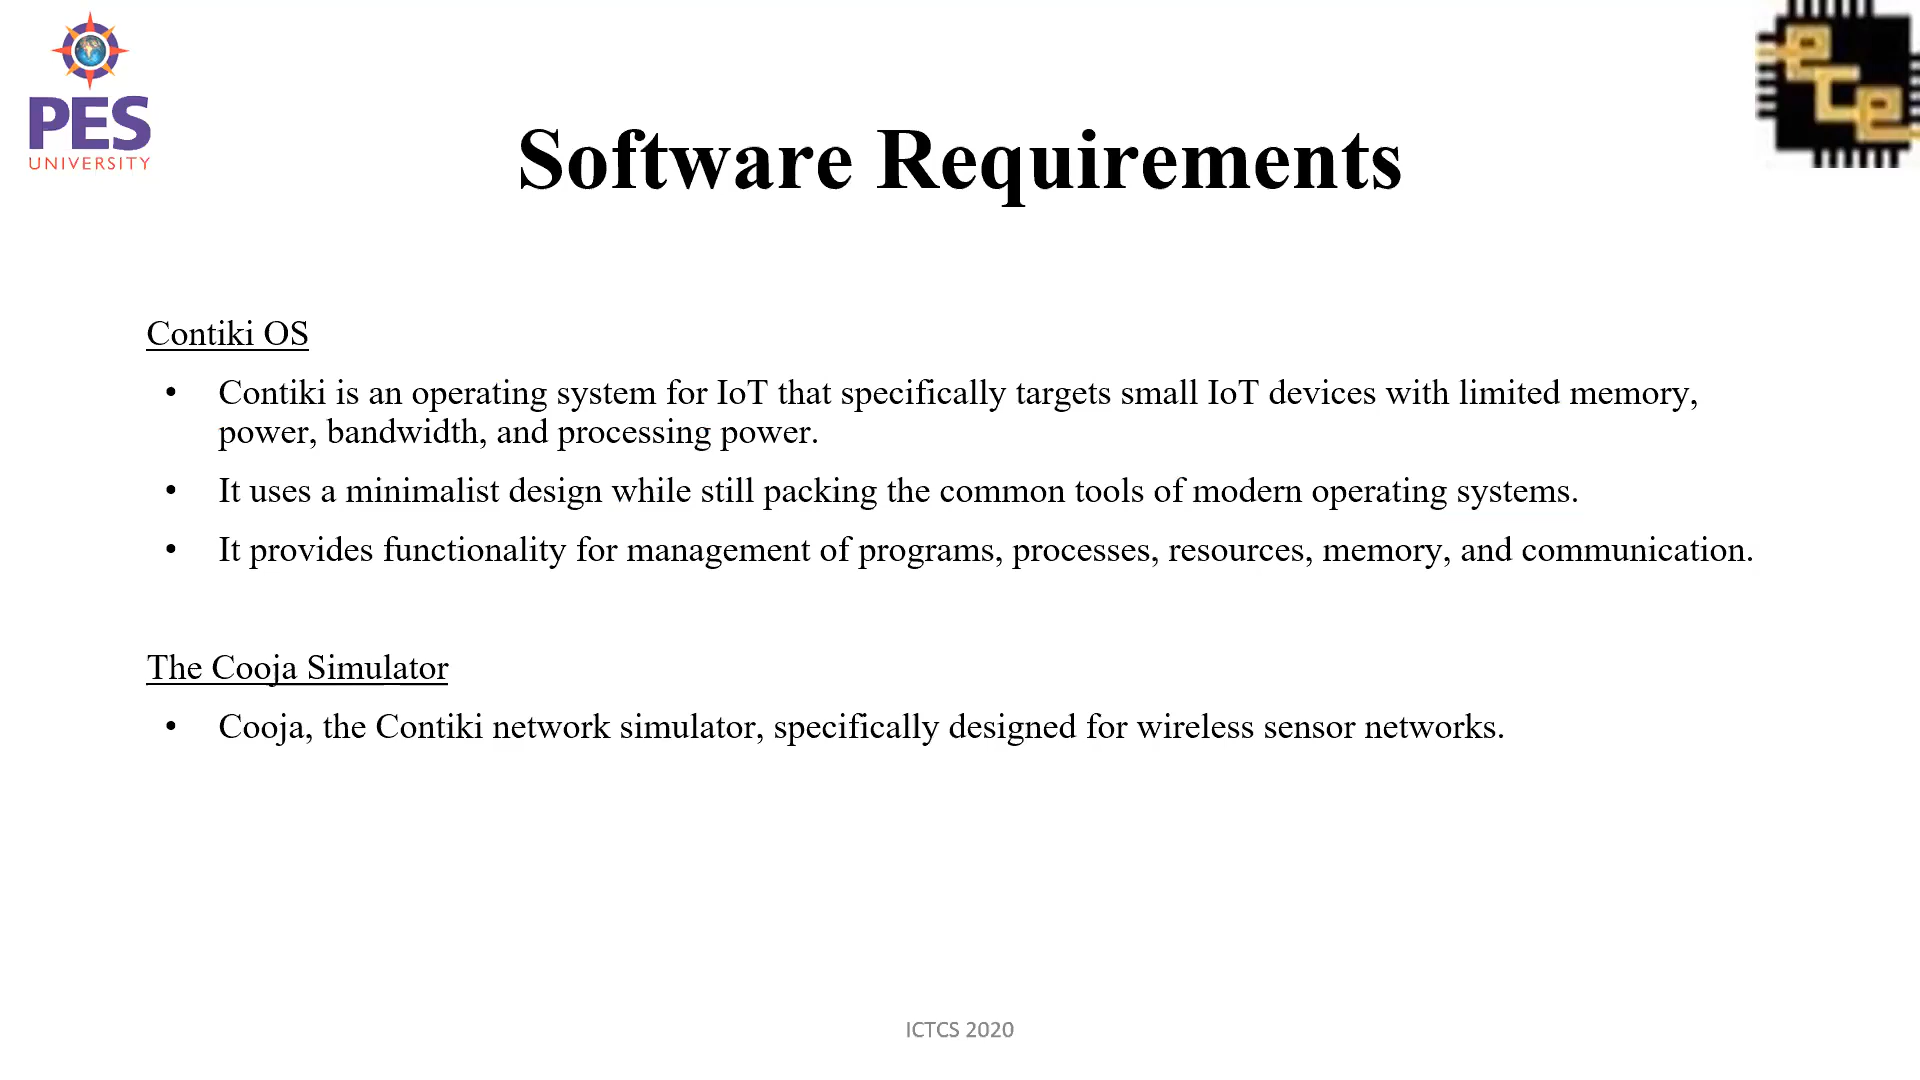 PES
UNIVERSITY
ece
Software Requirements
Contiki OS
• Contiki is an operating system for IoT that specifically targets small IoT devices with limited memory,
power, bandwidth, and processing power.
• It uses a minimalist design while still packing the common tools of modern operating systems.
• It provides functionality for management of programs, processes, resources, memory, and communication.
The Cooja Simulator
• Cooja, the Contiki network simulator, specifically designed for wireless sensor networks.
ICTCS 2020